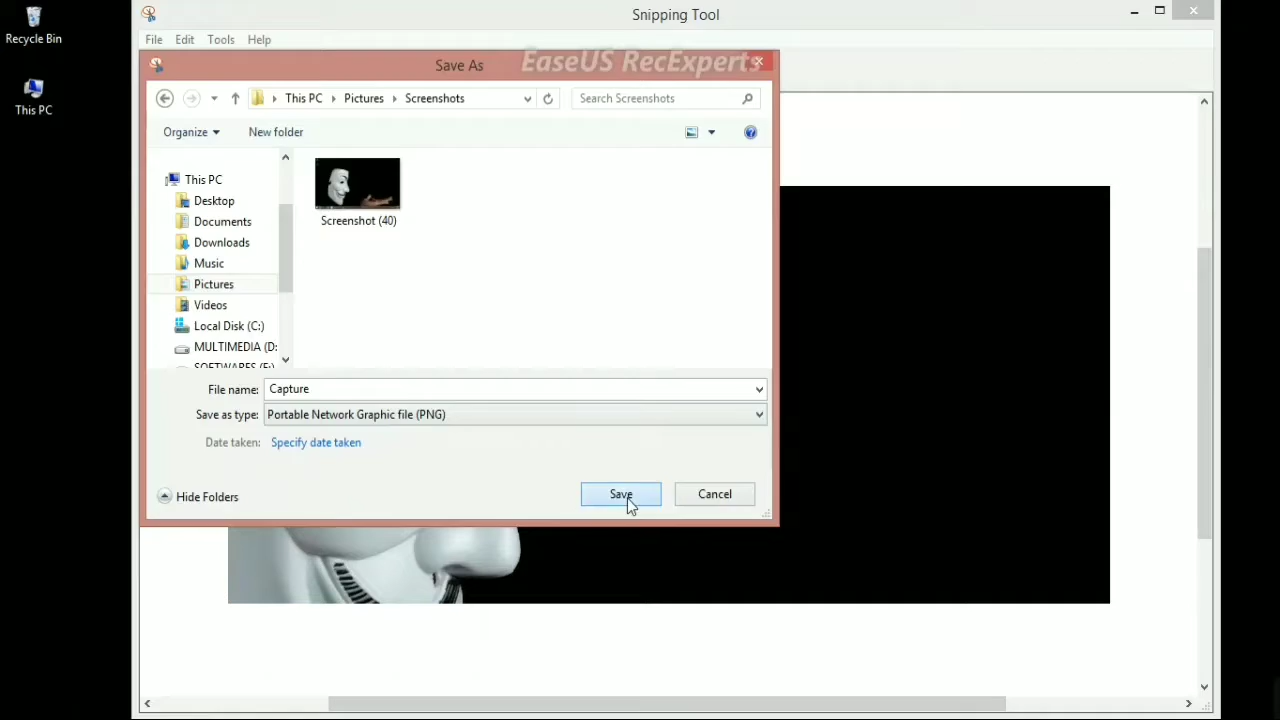 Recycle Bin
This PC
Snipping Tool
File Edit Tools Help
Save As
EaseUS RecExperts
This PC Pictures Screenshots
Search Screenshots
Organize New folder
This PC
Desktop
Documents
Downloads
Music
Pictures
Videos
Local Disk (C:)
MULTIMEDIA (D:
SOFTWARES (E:)
Screenshot (40)
File name: Capture
Save as type: Portable Network Graphic file (PNG)
Date taken: Specify date taken
Hide Folders
Save Cancel